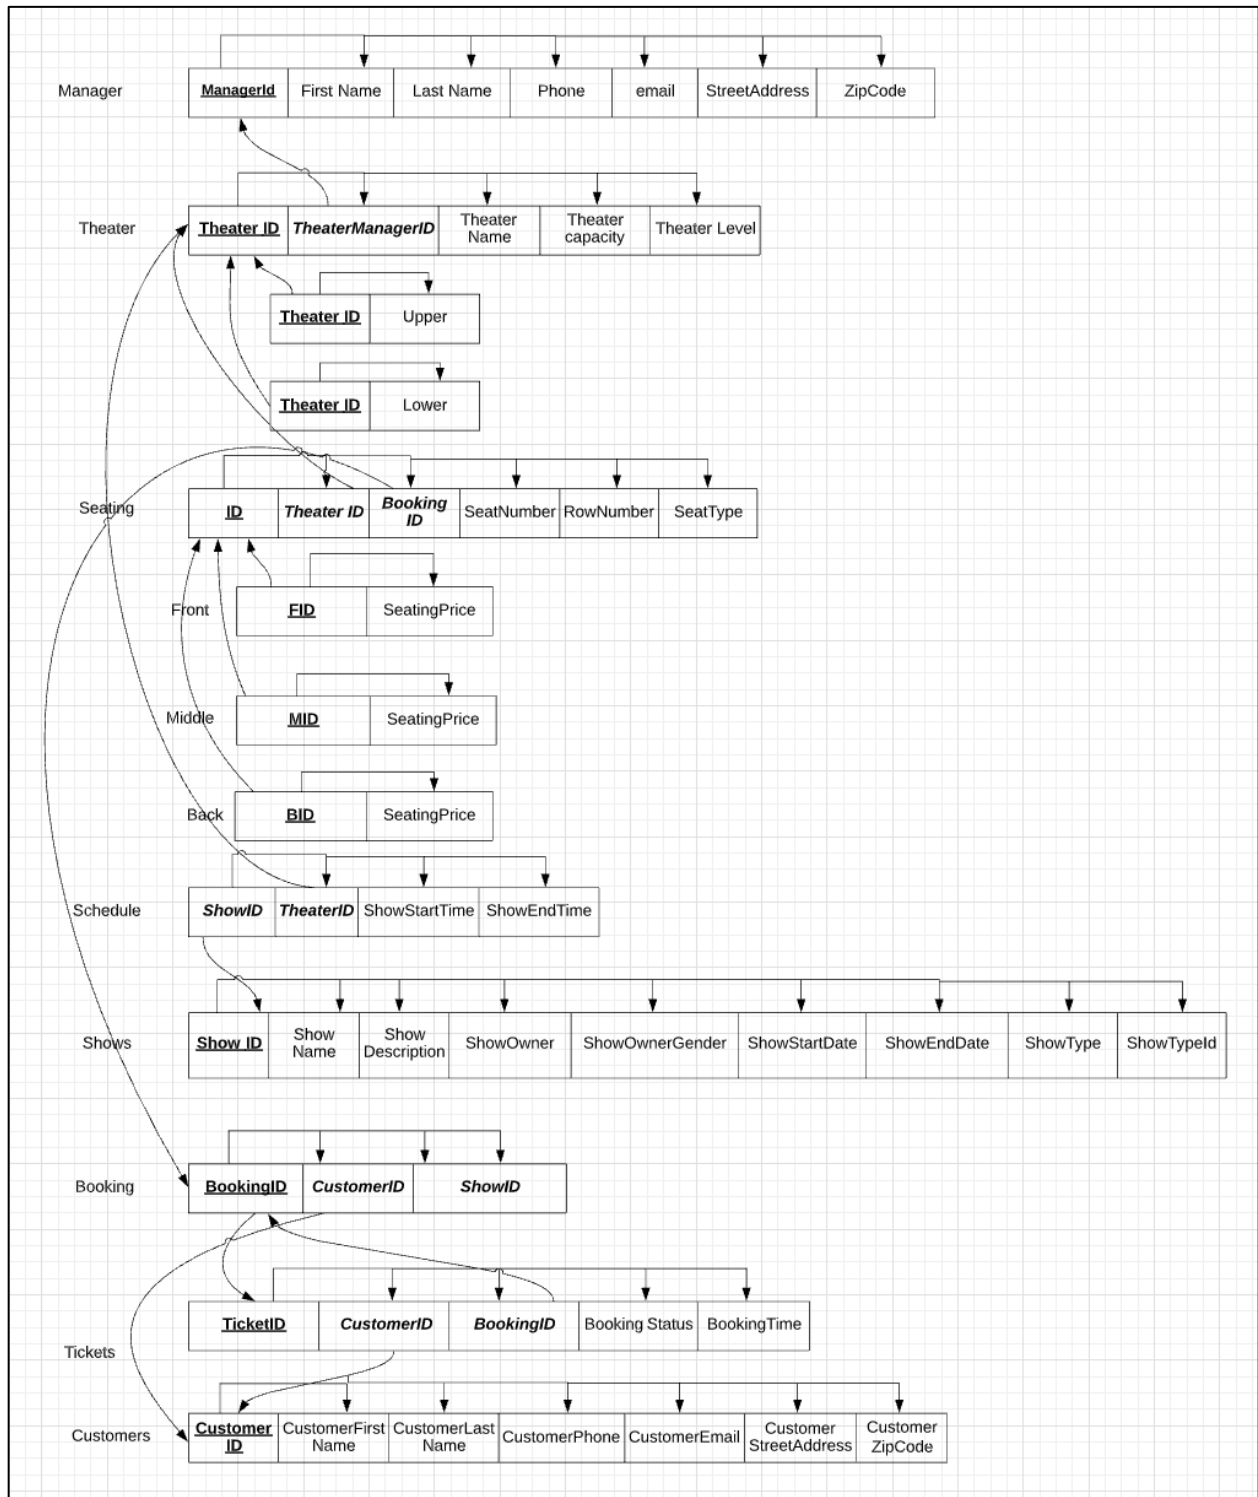 Manager
ManagerId
First Name
Last Name
Phone
email
StreetAddress
ZipCode
Theater
Theater ID
TheaterManagerID
Theater
Name
Theater
capacity
Theater Level
Theater ID
Upper
Theater ID
Lower
Seating
ID
Theater ID
Booking
ID
SeatNumber
RowNumber
SeatType
Front
FID
SeatingPrice
Middle
MID
SeatingPrice
Back
BID
SeatingPrice
Schedule
ShowID
TheaterID
ShowStartTime
ShowEndTime
Shows
Show ID
Show
Name
Show
Description
ShowOwner
ShowOwnerGender
ShowStartDate
ShowEndDate
ShowType
ShowTypeId
Booking
BookingID
CustomerID
ShowID
Tickets
TicketID
CustomerID
BookingID
Booking Status
BookingTime
Customers
Customer
ID
CustomerFirst
Name
CustomerLast
Name
CustomerPhone
CustomerEmail
Customer
StreetAddress
Customer
ZipCode